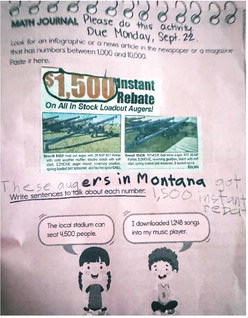 MATH JOURNAL Please do this activity
Due Monday, Sept. 22
Look for an infographic or a news article in the newspaper or a magazine
that has numbers between 1,000 and 10,000.
Paste it here.
$1,500 Instant
Rebate
On All In Stock Loadout Augers!
These augers in Montana got
1,500 instant
Write sentences to talk about each number.
The local stadium can
seat 4,500 people.
I downloaded 1,248 songs
into my music player.